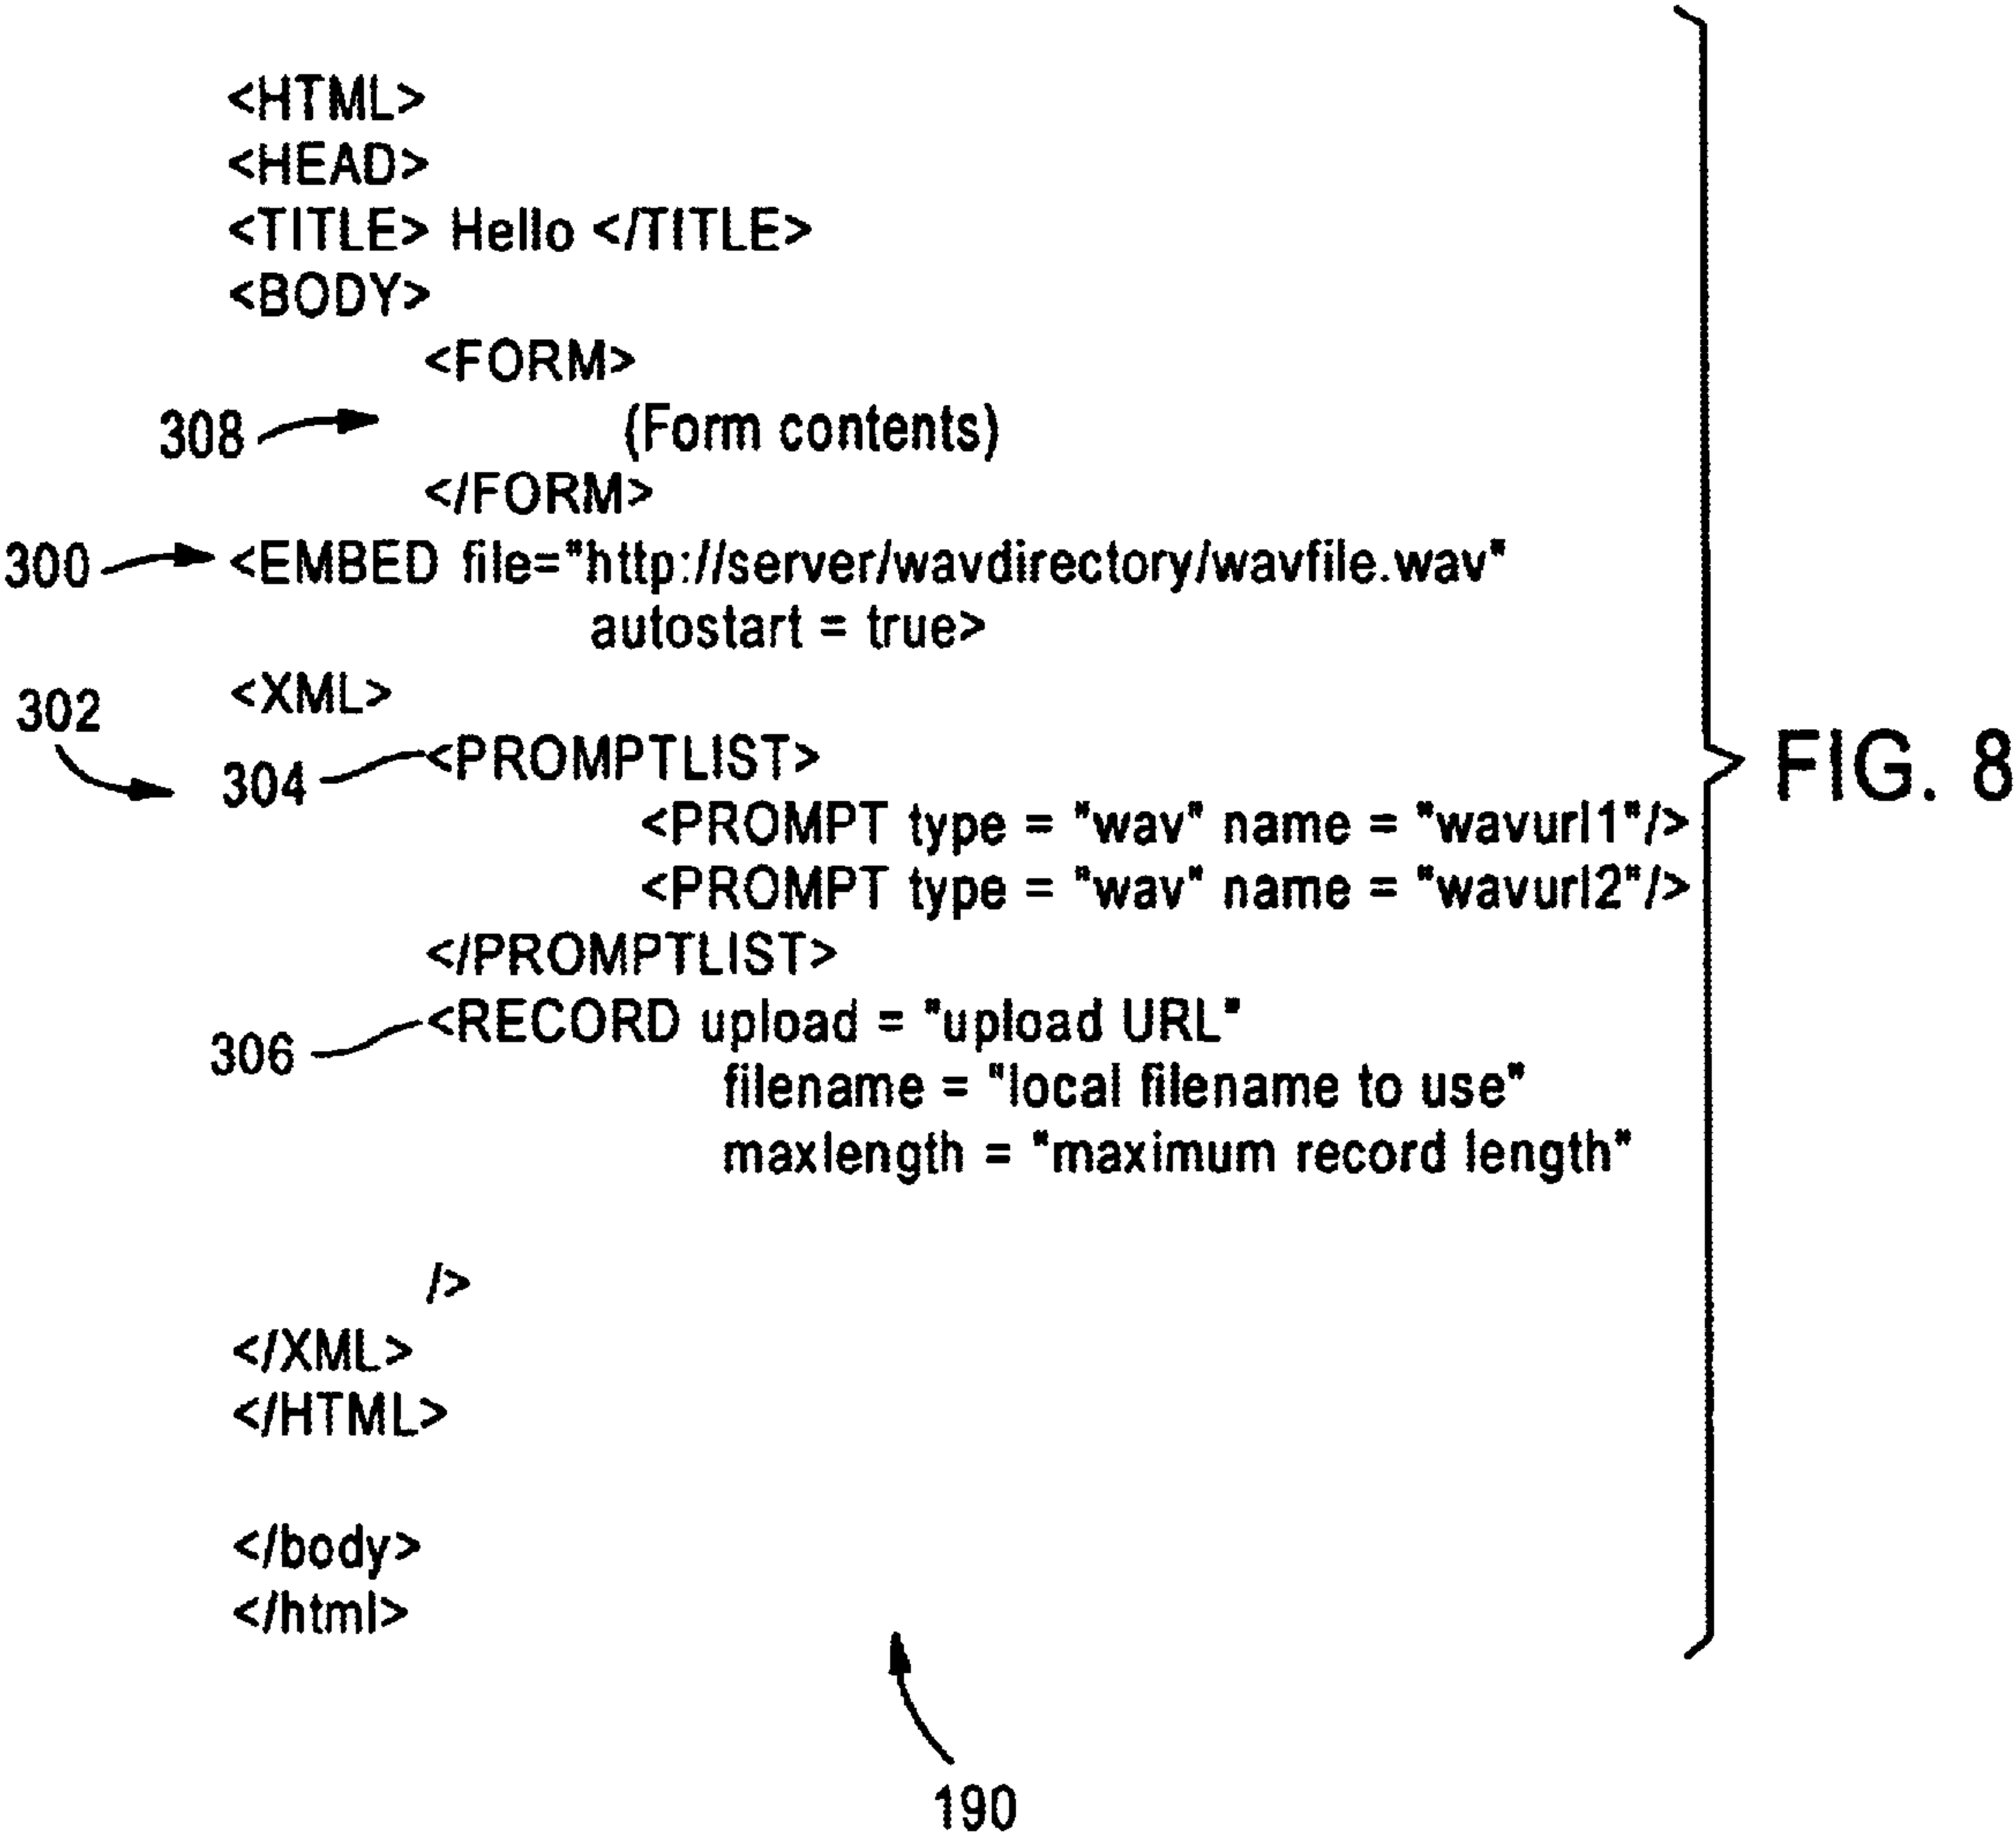 <HTML>
<HEAD>
<TITLE> Hello </TITLE>
<BODY>
<FORM>
308 (Form contents)
</FORM>
300 <EMBED file="http://server/wavdirectory/wavfile.wav"
autostart = true>
<XML>
302
304 <PROMPTLIST>
FIG. 8
<PROMPT type = "wav" name = "wavurl1"/>
<PROMPT type = "wav" name = "wavurl2"/>
</PROMPTLIST>
306 <RECORD upload = "upload URL"
filename = "local filename to use"
maxlength = "maximum record length"
/>
</XML>
</HTML>
</body>
</html>
190